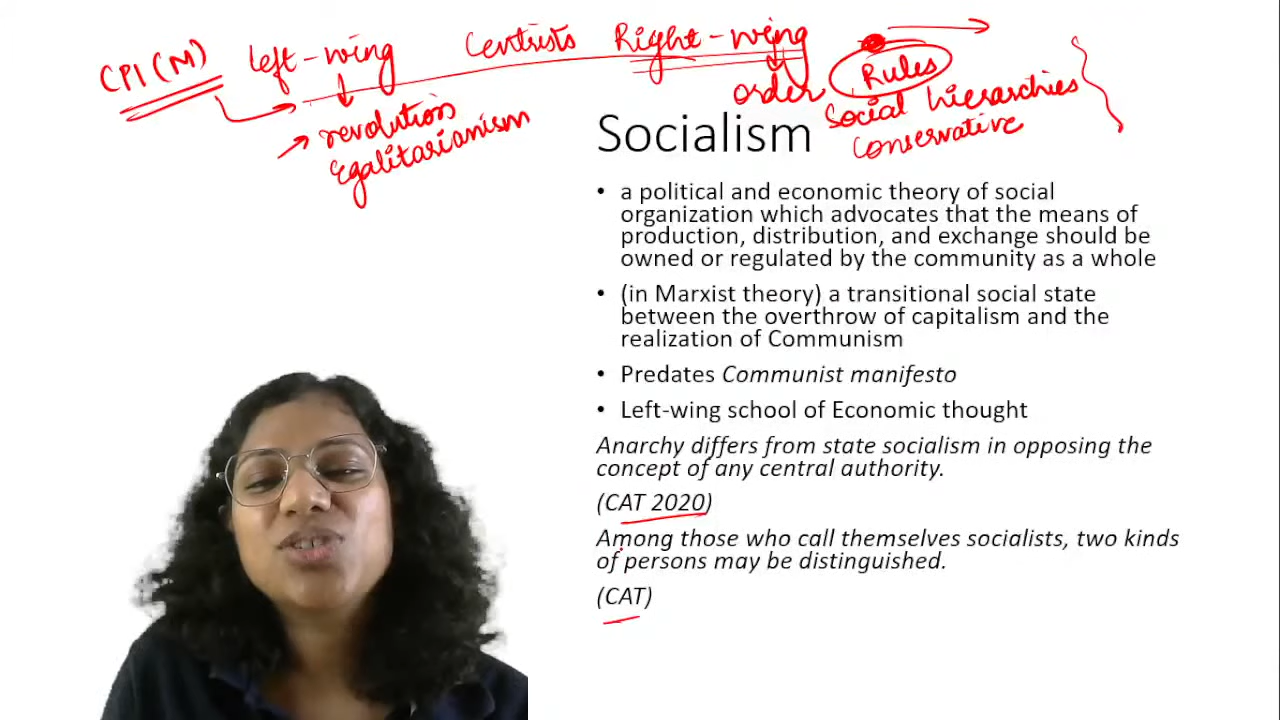 CPI(M) left-wing Centrists Right-wing
revolution order Rules
Egalitarianism Social hierarchies
Conservative
Socialism
• a political and economic theory of social
organization which advocates that the means of
production, distribution, and exchange should be
owned or regulated by the community as a whole
• (in Marxist theory) a transitional social state
between the overthrow of capitalism and the
realization of Communism
• Predates Communist manifesto
• Left-wing school of Economic thought
Anarchy differs from state socialism in opposing the
concept of any central authority.
(CAT 2020)
Among those who call themselves socialists, two kinds
of persons may be distinguished.
(CAT)